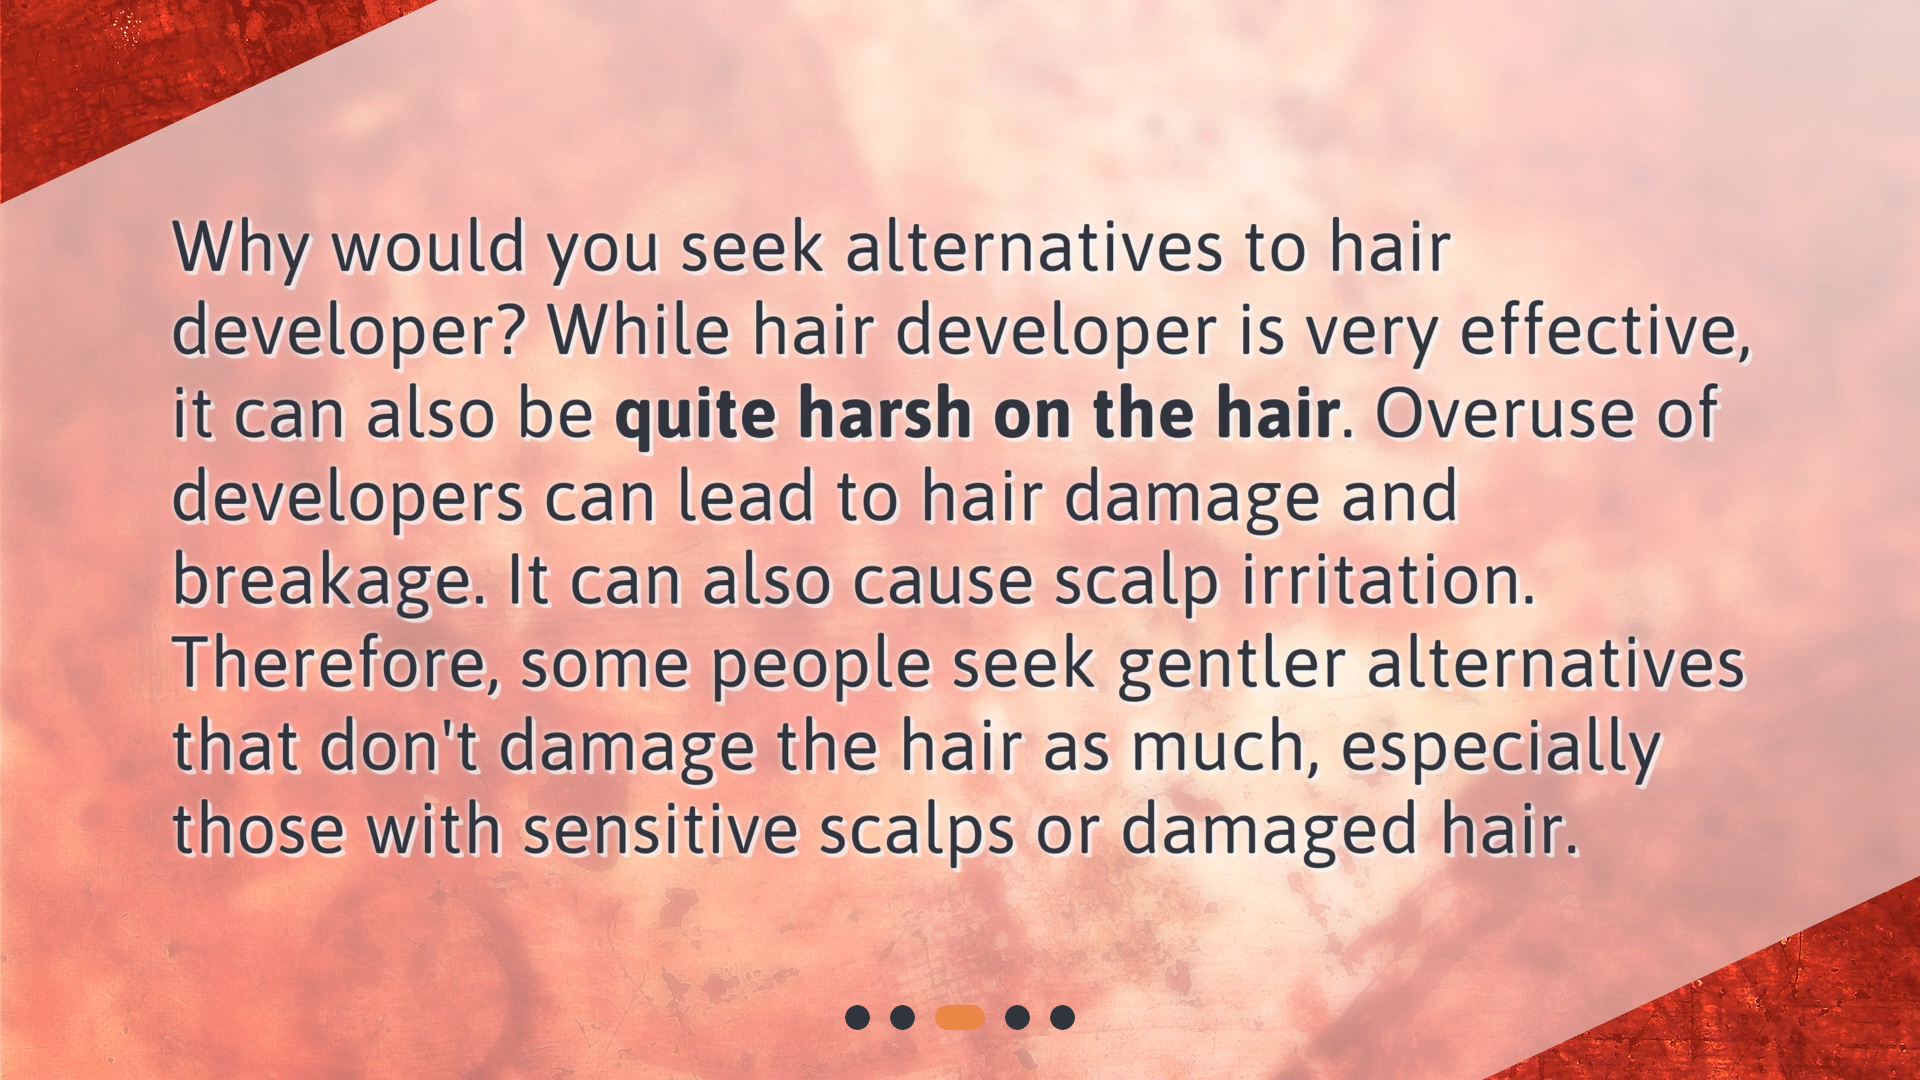 Why would you seek alternatives to hair
developer? While hair developer is very effective,
it can also be quite harsh on the hair. Overuse of
developers can lead to hair damage and
breakage. It can also cause scalp irritation.
Therefore, some people seek gentler alternatives
that don't damage the hair as much, especially
those with sensitive scalps or damaged hair.